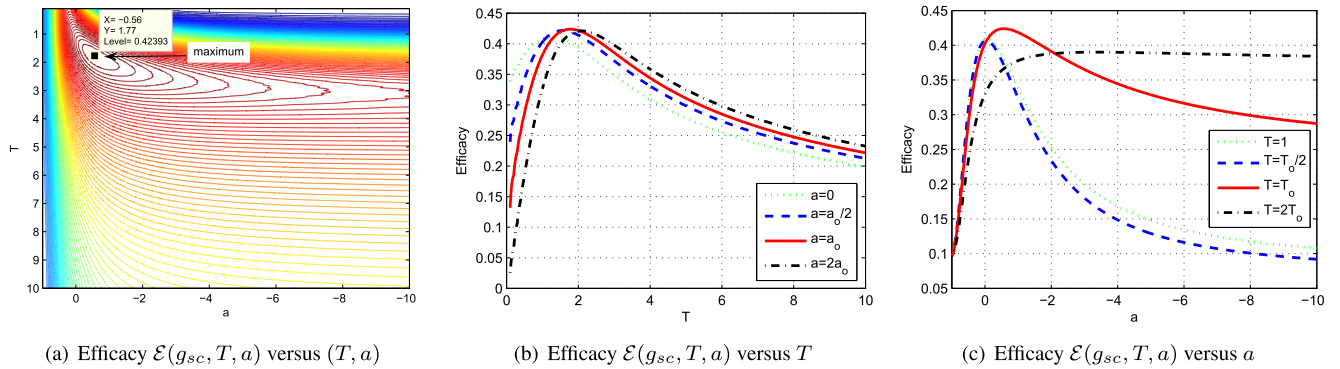 X= −0.56
Y= 1.77
Level= 0.42393
maximum
1
2
3
4
5
6
7
8
9
10
T
0
−2
−4
−6
−8
−10
a
(a) Efficacy ℰ(g_sc, T, a) versus (T, a)
0.45
0.4
0.35
0.3
0.25
0.2
0.15
0.1
0.05
0
Efficacy
a=0
a=a_o/2
a=a_o
a=2a_o
0
2
4
6
8
10
T
(b) Efficacy ℰ(g_sc, T, a) versus T
0.45
0.4
0.35
0.3
0.25
0.2
0.15
0.1
0.05
Efficacy
T=1
T=T_o/2
T=T_o
T=2T_o
0
−2
−4
−6
−8
−10
a
(c) Efficacy ℰ(g_sc, T, a) versus a